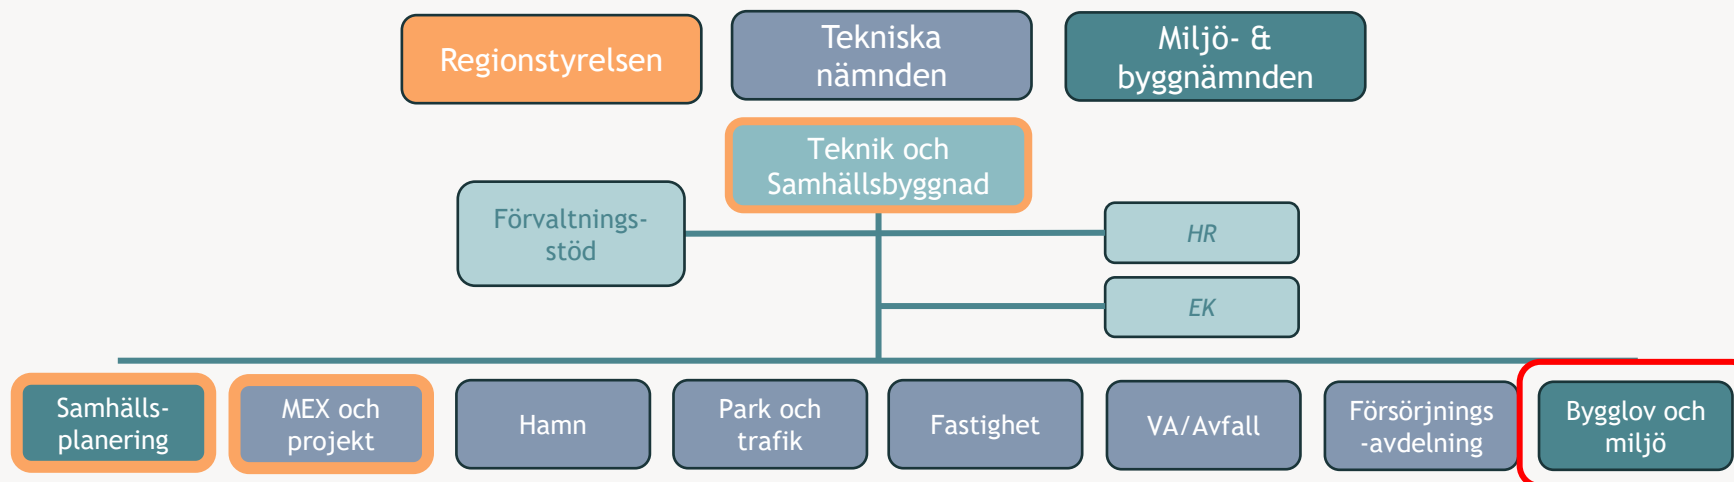 Regionstyrelsen
Tekniska
nämnden
Miljö- &
byggnämnden
Teknik och
Samhällsbyggnad
Förvaltnings-
stöd
HR
EK
Samhälls-
planering
MEX och
projekt
Hamn
Park och
trafik
Fastighet
VA/Avfall
Försörjnings
-avdelning
Bygglov och
miljö